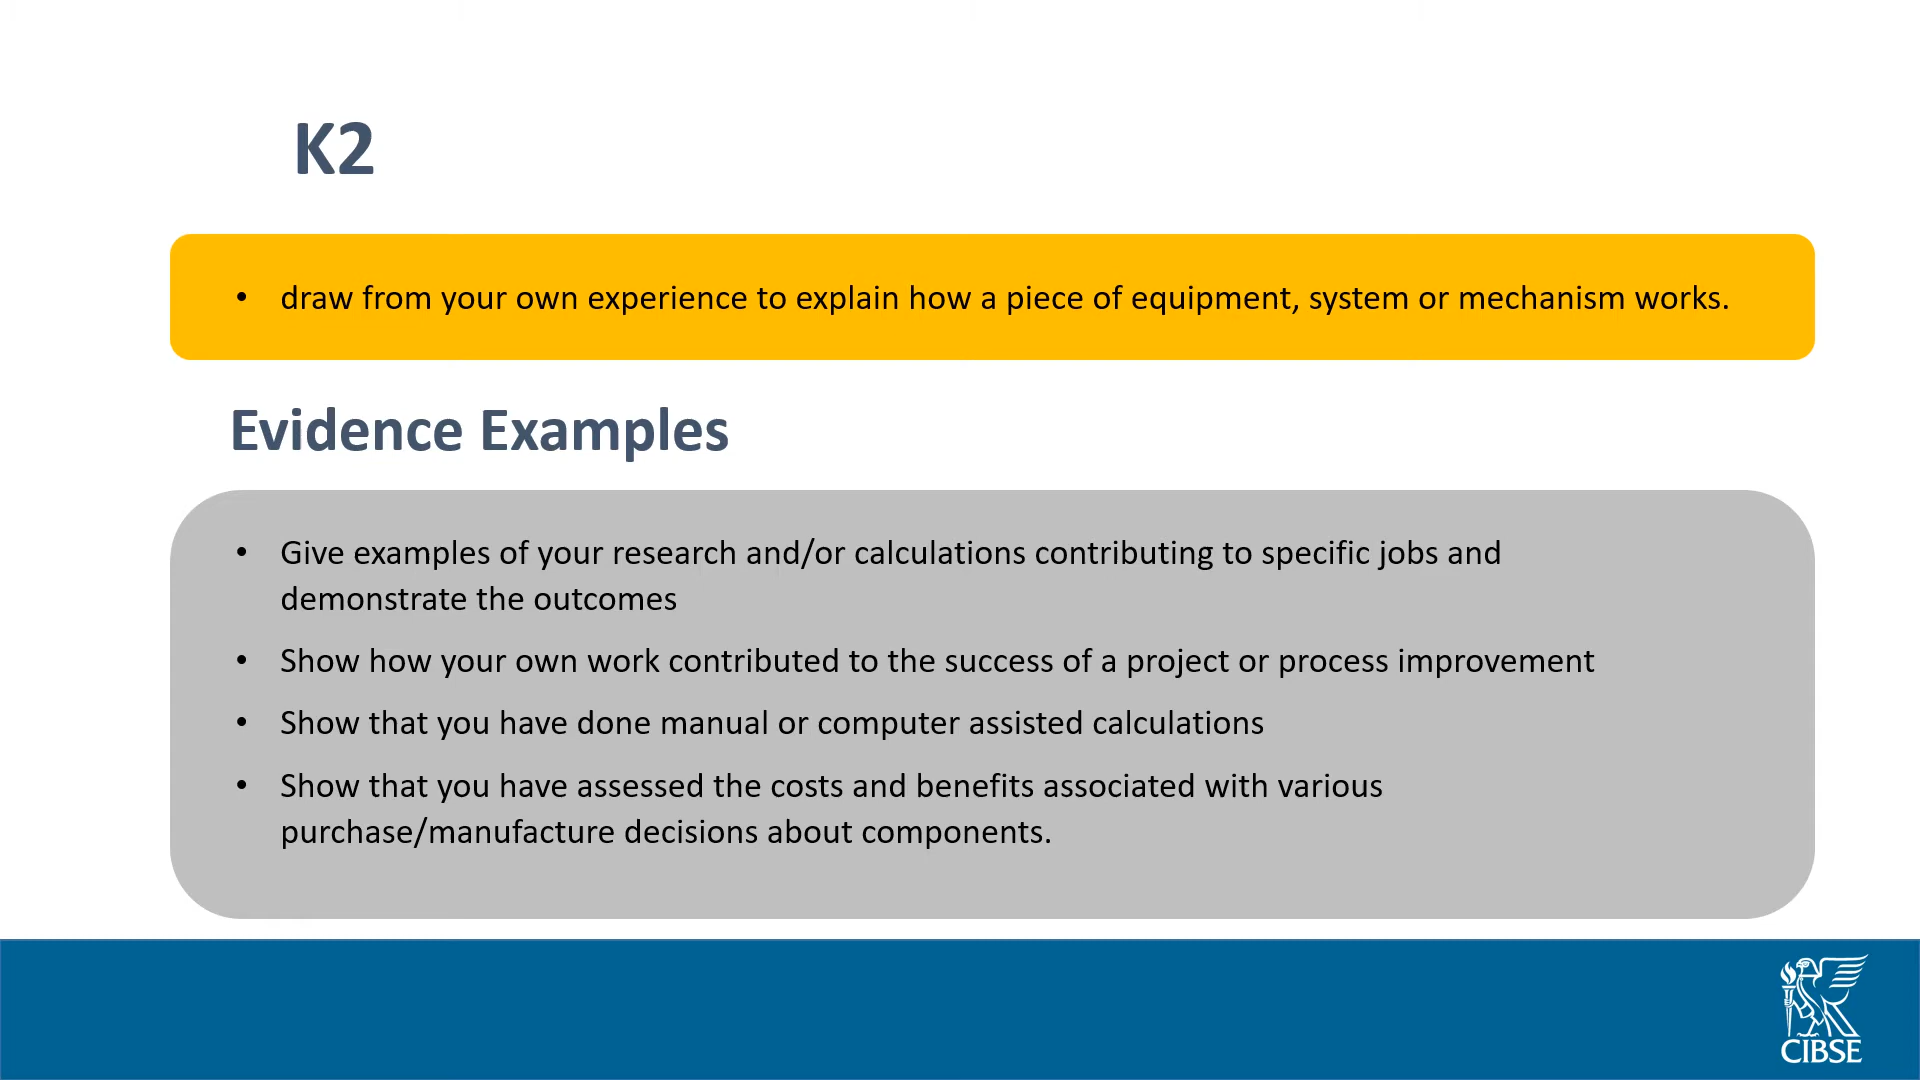 K2
• draw from your own experience to explain how a piece of equipment, system or mechanism works.
Evidence Examples
• Give examples of your research and/or calculations contributing to specific jobs and
demonstrate the outcomes
• Show how your own work contributed to the success of a project or process improvement
• Show that you have done manual or computer assisted calculations
• Show that you have assessed the costs and benefits associated with various
purchase/manufacture decisions about components.
CIBSE